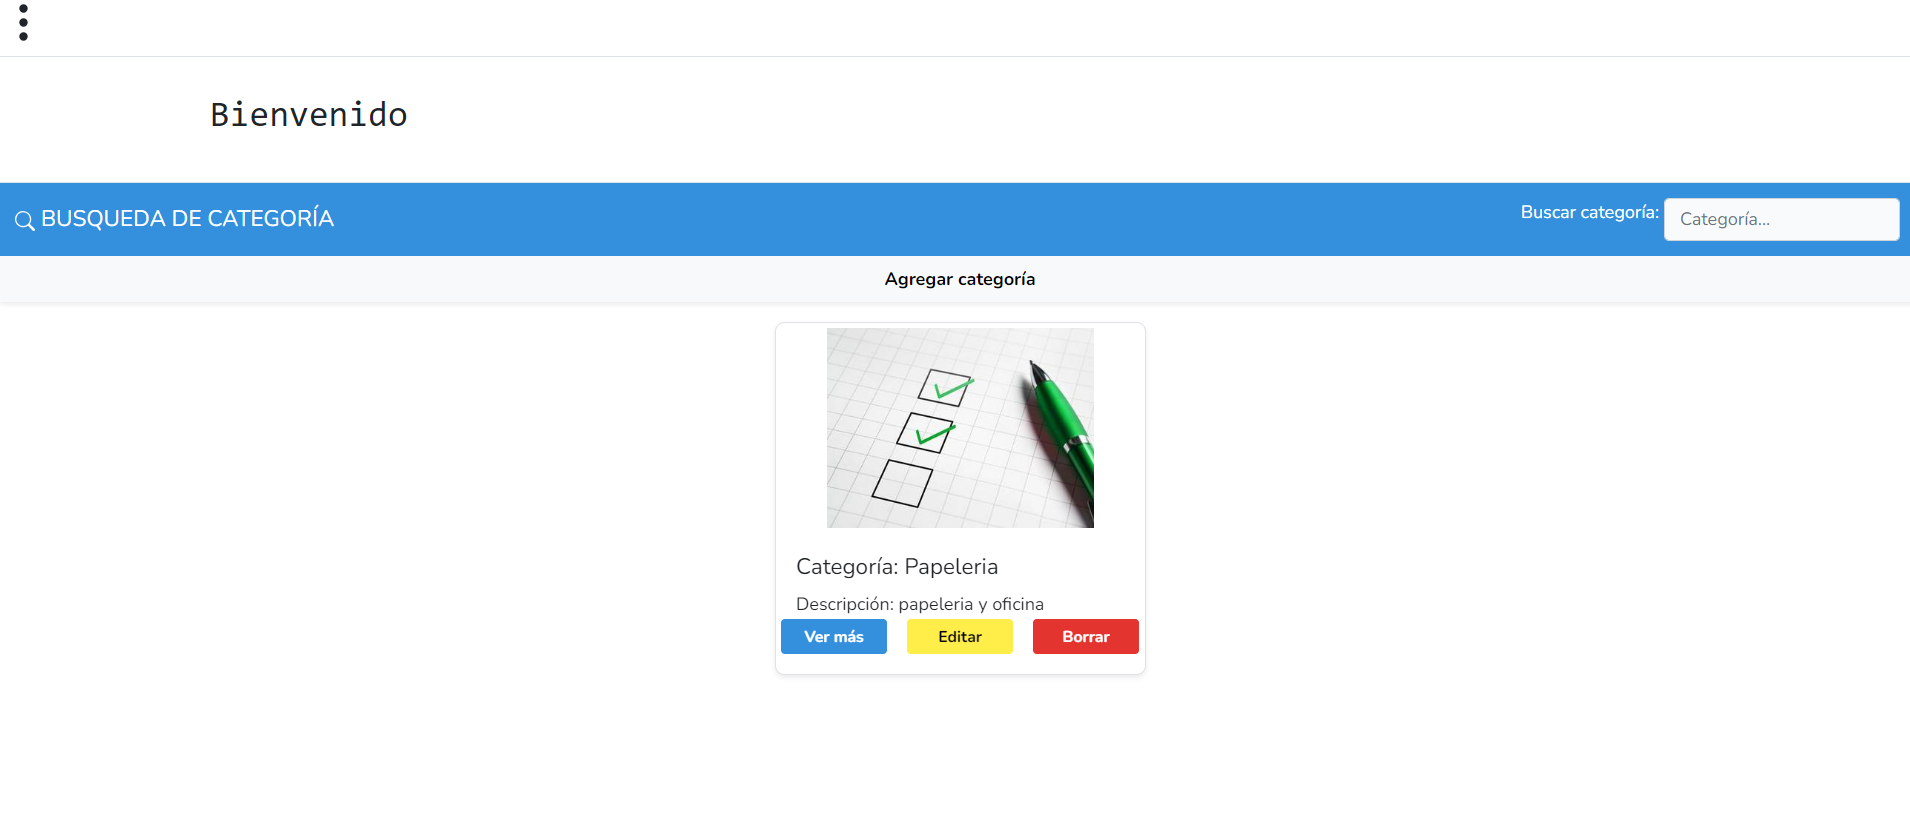 Bienvenido
BUSQUEDA DE CATEGORÍA
Buscar categoría: Categoría...
Agregar categoría
Categoría: Papeleria
Descripción: papeleria y oficina
Ver más Editar Borrar